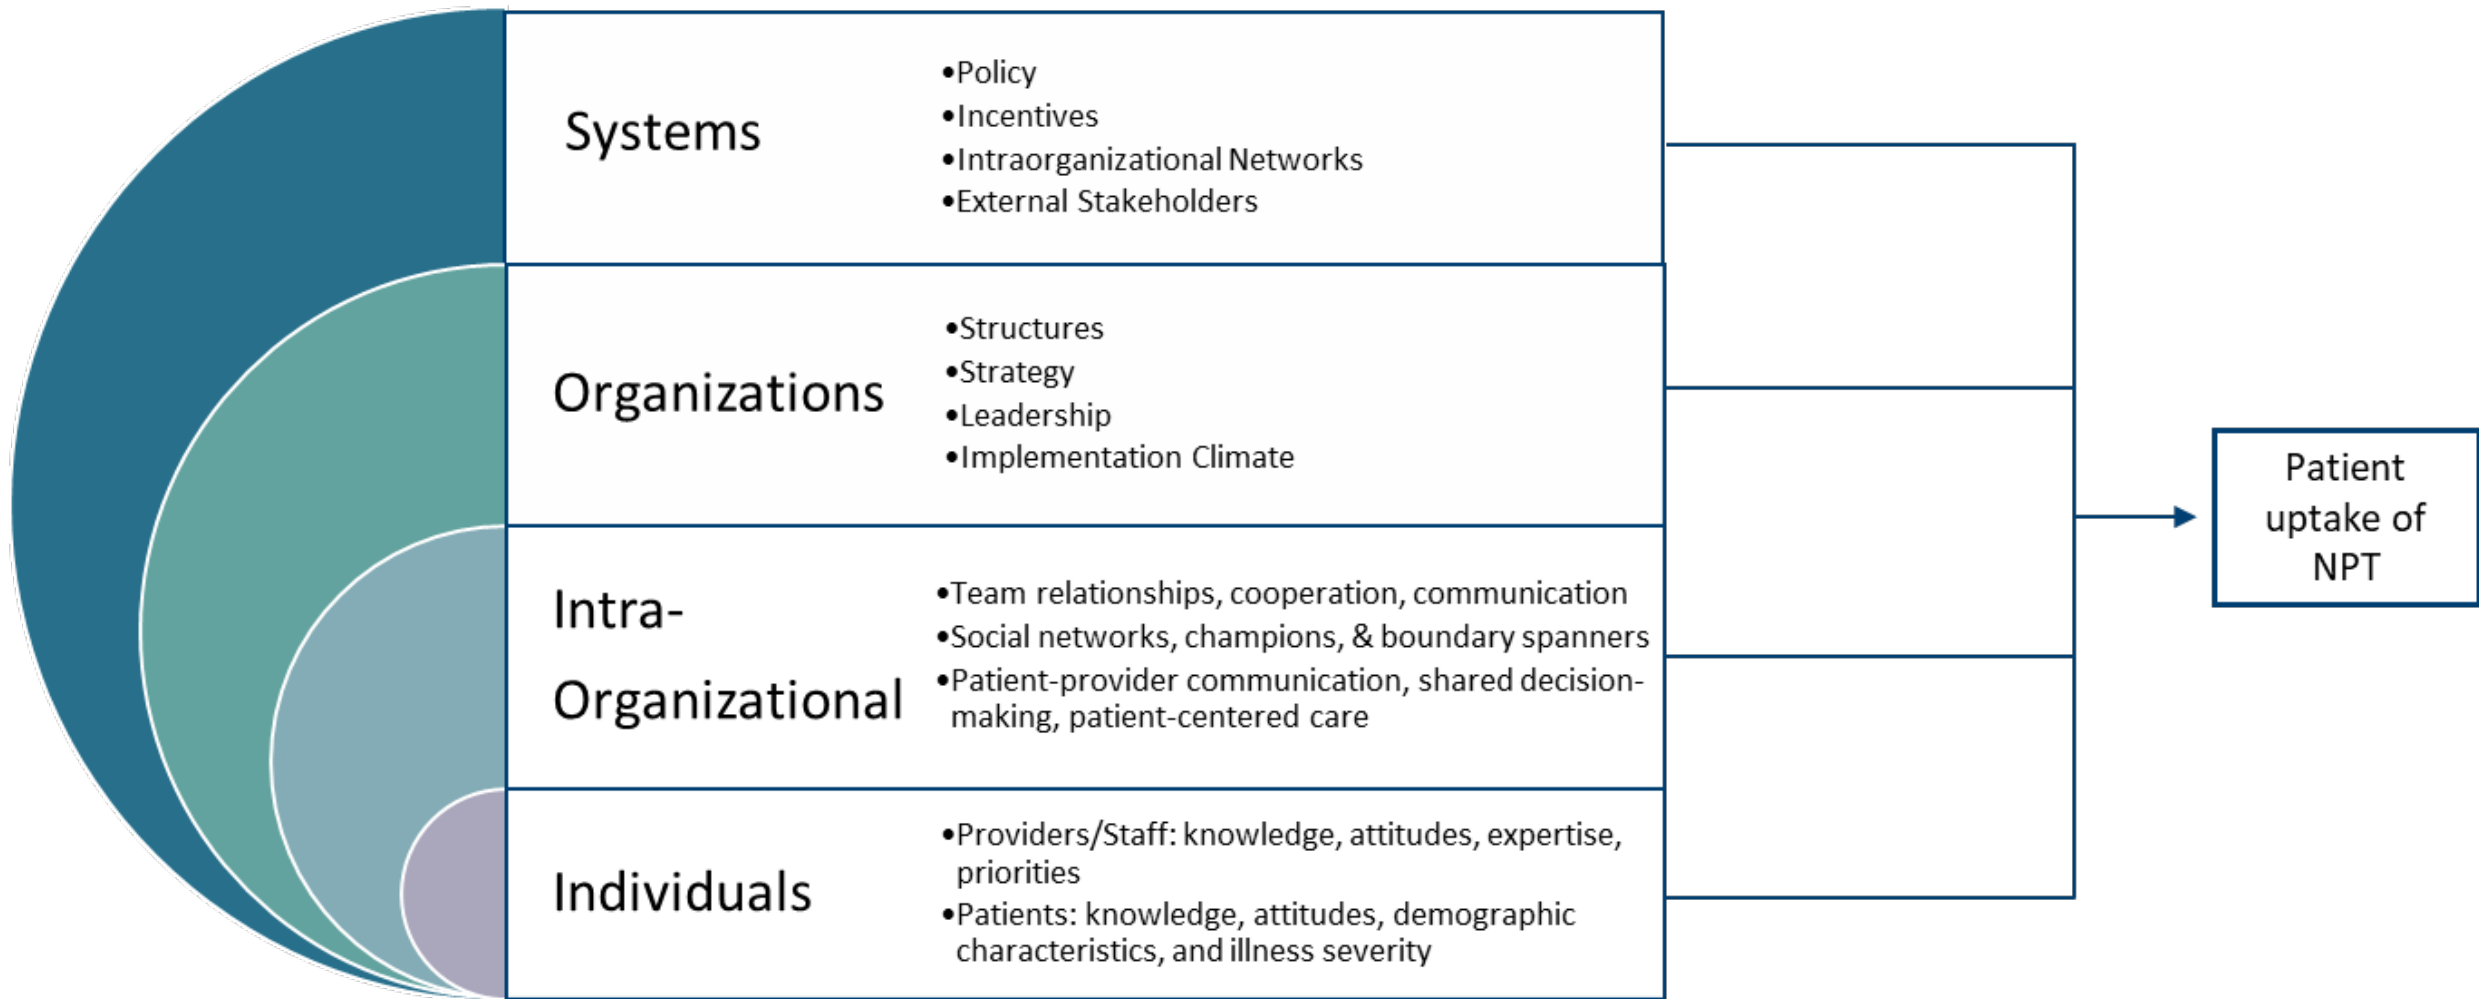 Systems
•Policy
•Incentives
•Intraorganizational Networks
•External Stakeholders
Organizations
•Structures
•Strategy
•Leadership
•Implementation Climate
Intra-
Organizational
•Team relationships, cooperation, communication
•Social networks, champions, & boundary spanners
•Patient-provider communication, shared decision-
making, patient-centered care
Individuals
•Providers/Staff: knowledge, attitudes, expertise,
priorities
•Patients: knowledge, attitudes, demographic
characteristics, and illness severity
Patient
uptake of
NPT